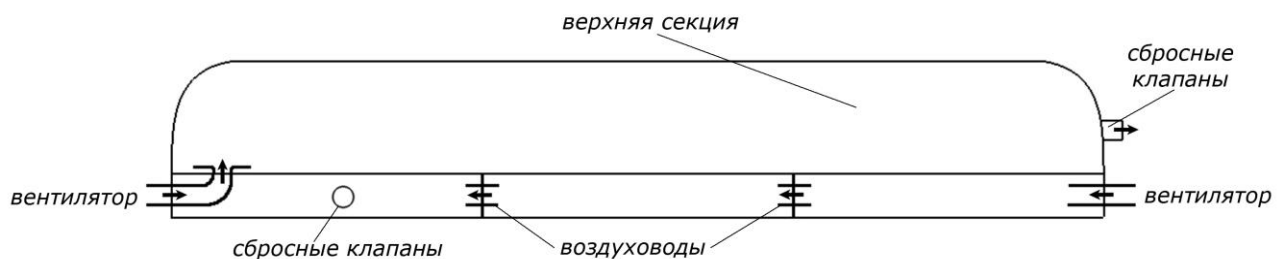 верхняя секция
сбросные
клапаны
вентилятор
вентилятор
сбросные клапаны
воздуховоды